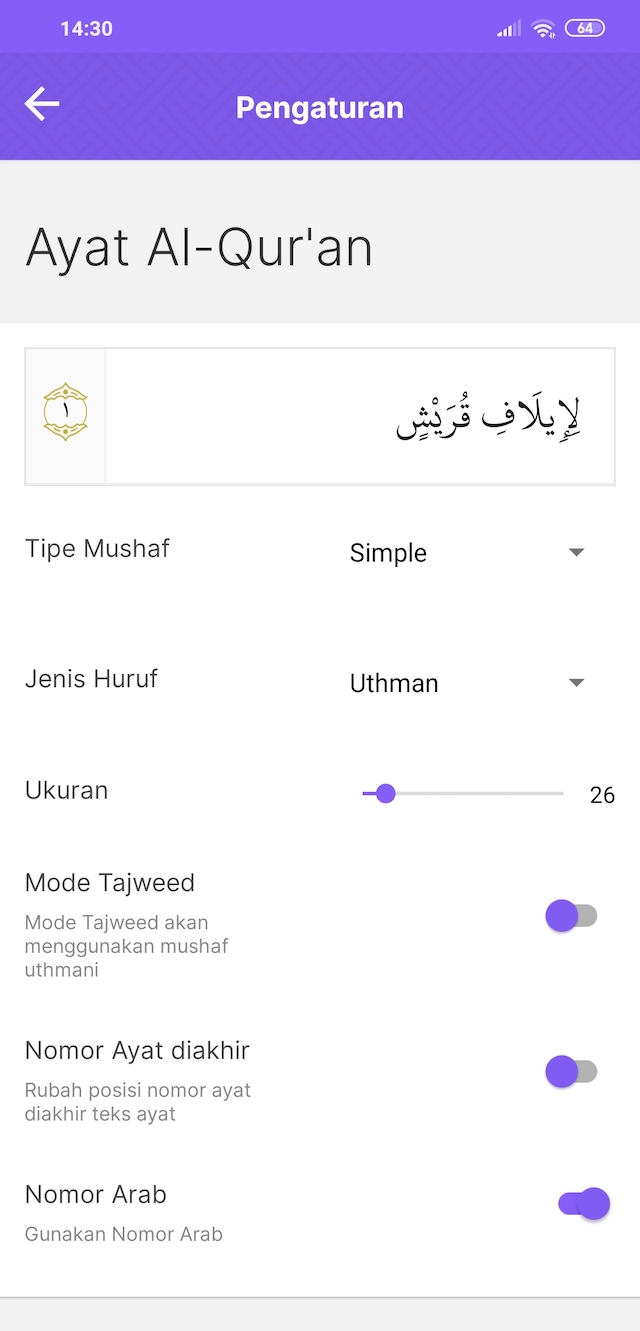 14:30
64
Pengaturan
Ayat Al-Qur'an
لِإِيلَافِ قُرَيْشٍ
١
Tipe Mushaf
Simple
Jenis Huruf
Uthman
Ukuran
26
Mode Tajweed
Mode Tajweed akan
menggunakan mushaf
uthmani
Nomor Ayat diakhir
Rubah posisi nomor ayat
diakhir teks ayat
Nomor Arab
Gunakan Nomor Arab